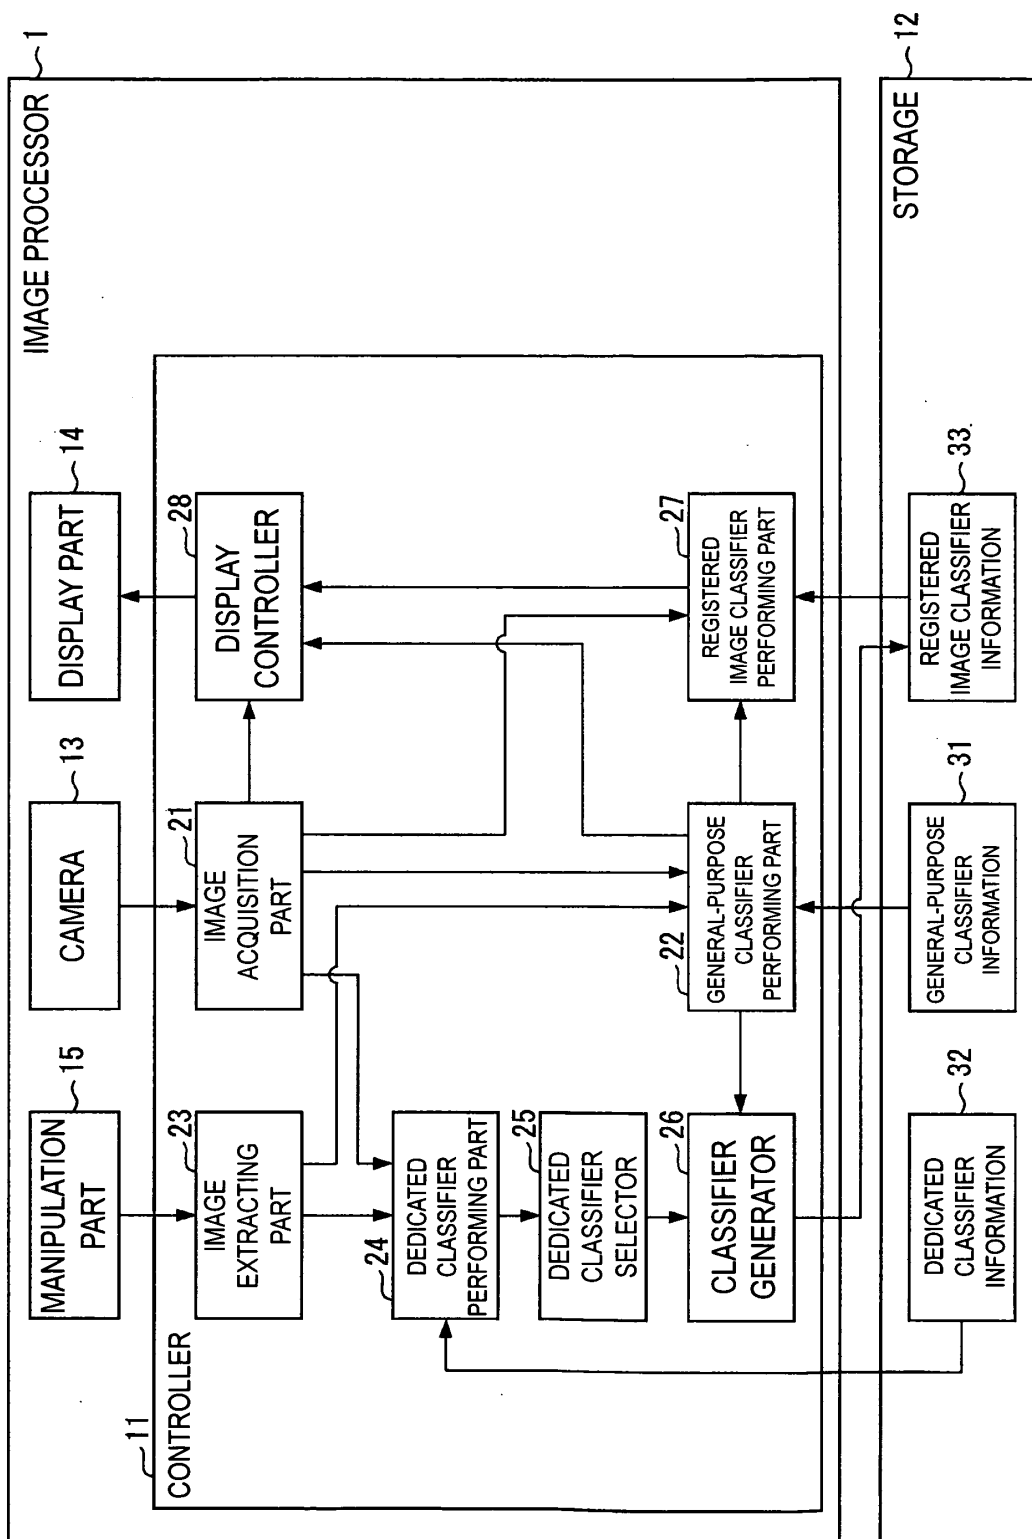 IMAGE PROCESSOR
1
MANIPULATION
PART
15
CAMERA
13
DISPLAY PART
14
11
CONTROLLER
IMAGE
EXTRACTING
PART
23
IMAGE
ACQUISITION
PART
21
DISPLAY
CONTROLLER
28
DEDICATED
CLASSIFIER
PERFORMING PART
24
DEDICATED
CLASSIFIER
SELECTOR
25
CLASSIFIER
GENERATOR
26
GENERAL-PURPOSE
CLASSIFIER
PERFORMING PART
22
REGISTERED
IMAGE CLASSIFIER
PERFORMING PART
27
STORAGE
12
DEDICATED
CLASSIFIER
INFORMATION
32
GENERAL-PURPOSE
CLASSIFIER
INFORMATION
31
REGISTERED
IMAGE CLASSIFIER
INFORMATION
33